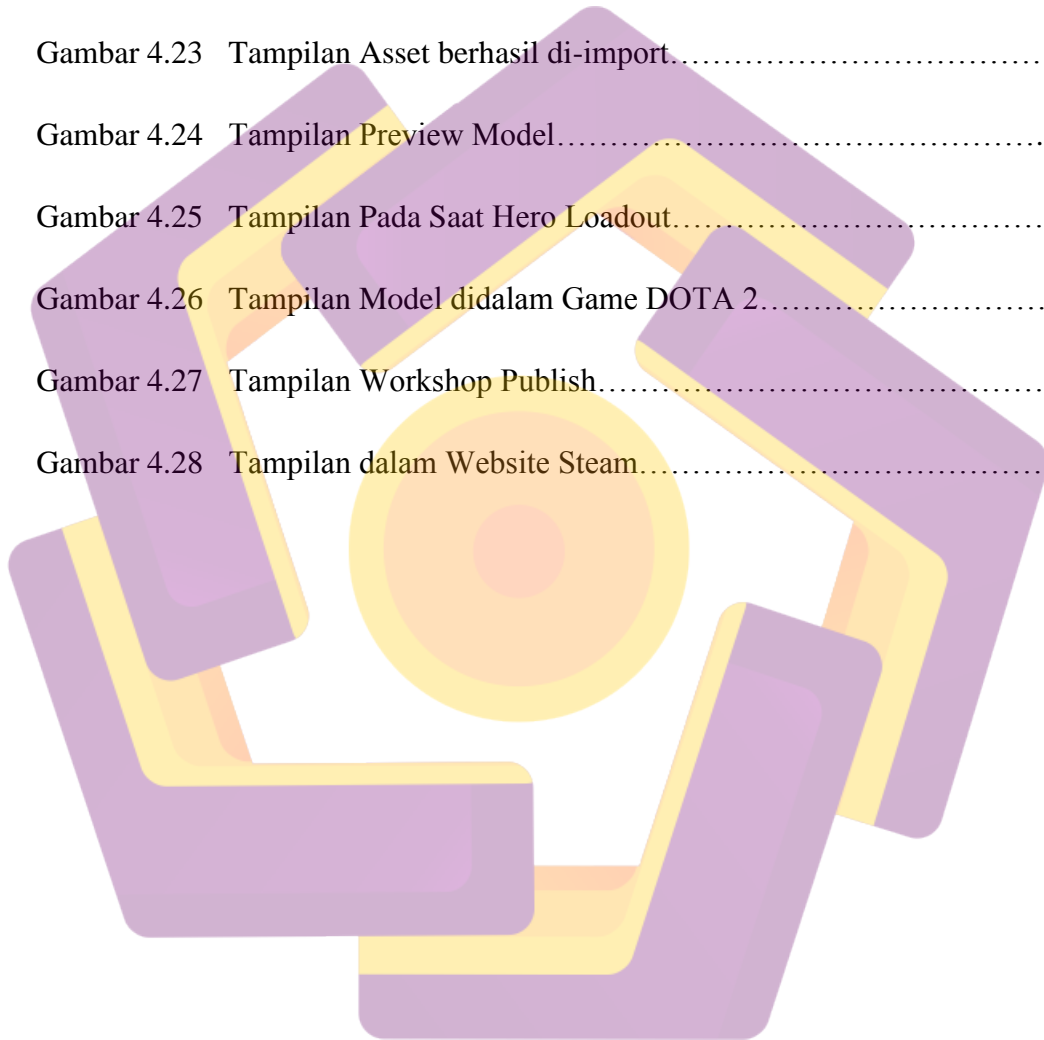 Gambar 4.23 Tampilan Asset berhasil di-import……………………………
Gambar 4.24 Tampilan Preview Model……………………………………….
Gambar 4.25 Tampilan Pada Saat Hero Loadout……………………………
Gambar 4.26 Tampilan Model didalam Game DOTA 2……………………
Gambar 4.27 Tampilan Workshop Publish…………………………………
Gambar 4.28 Tampilan dalam Website Steam………………………………